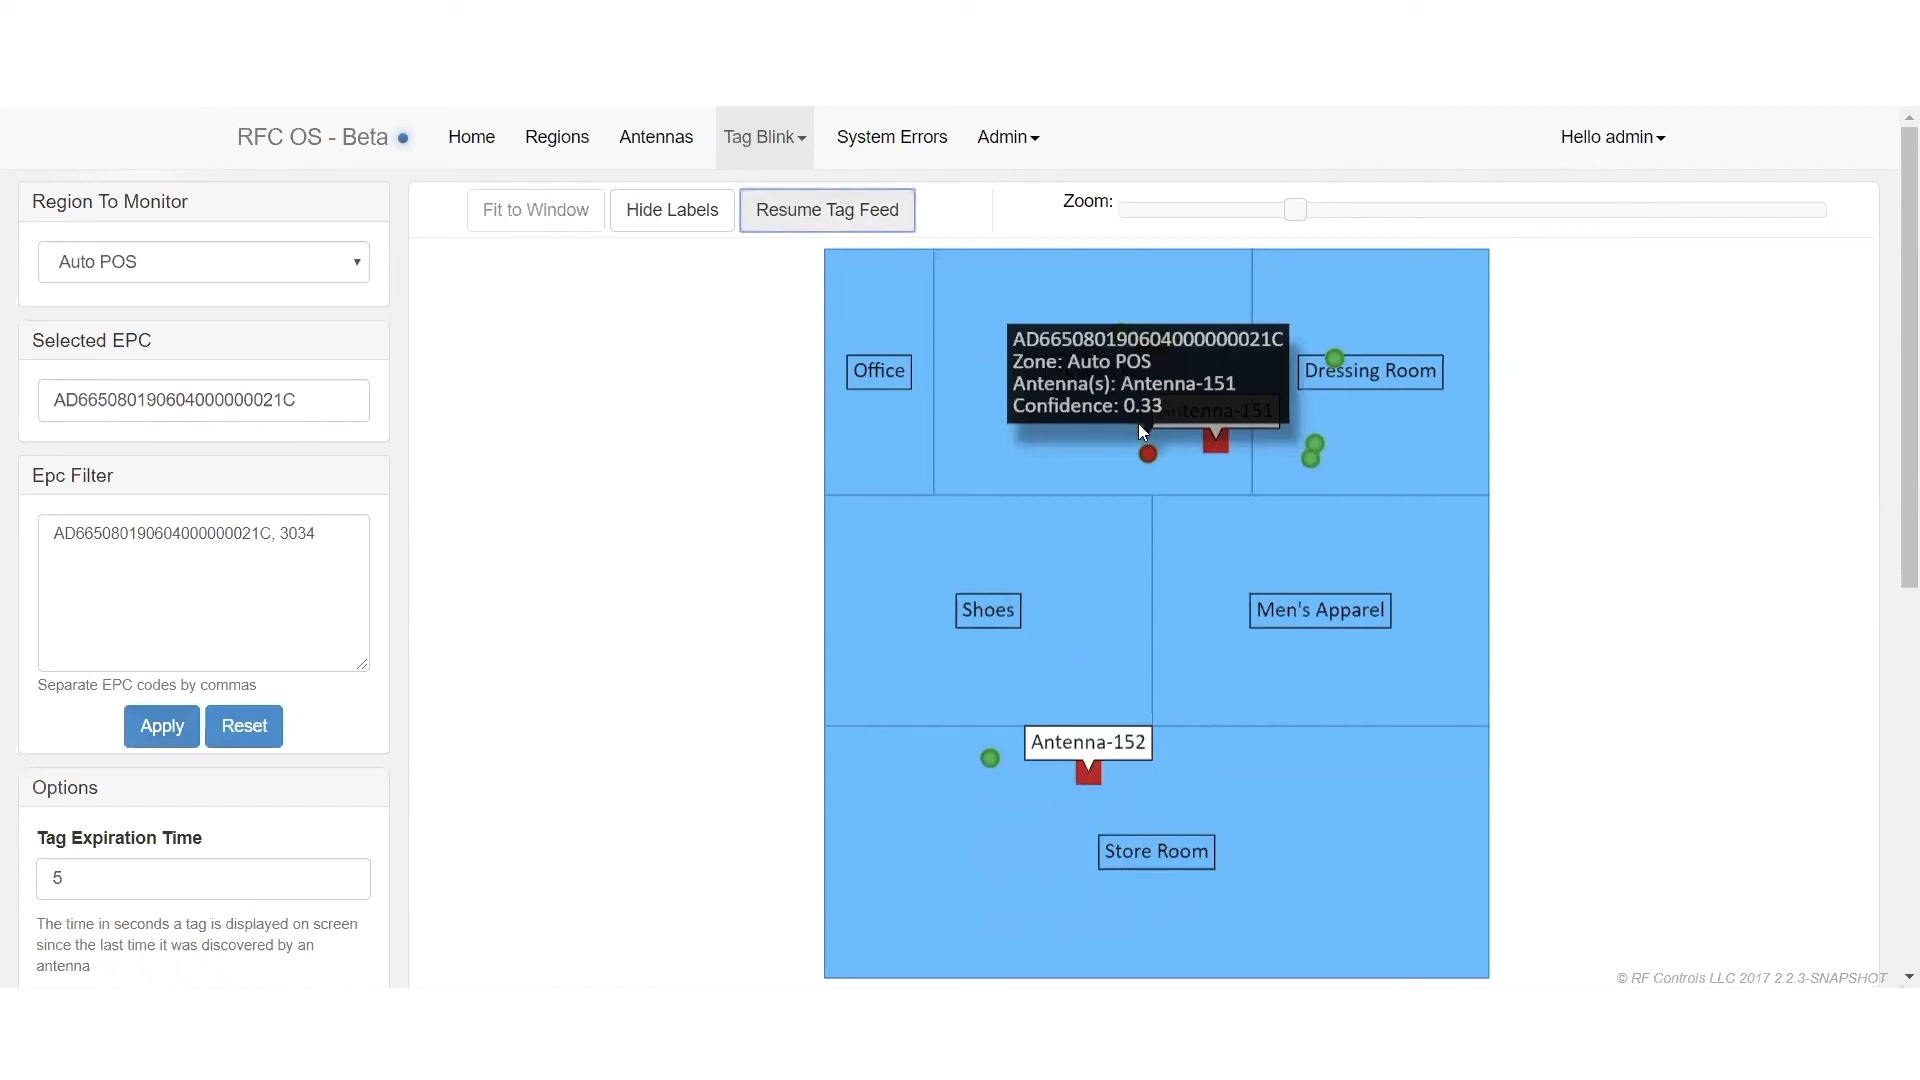 RFC OS - Beta
Home
Regions
Antennas
Tag Blink
System Errors
Admin
Hello admin
Region To Monitor
Auto POS
Selected EPC
AD665080190604000000021C
Epc Filter
AD665080190604000000021C, 3034
Separate EPC codes by commas
Apply
Reset
Options
Tag Expiration Time
5
The time in seconds a tag is displayed on screen
since the last time it was discovered by an
antenna
Fit to Window
Hide Labels
Resume Tag Feed
Zoom:
AD665080190604000000021C
Zone: Auto POS
Antenna(s): Antenna-151
Confidence: 0.33
Antenna-151
Office
Dressing Room
Shoes
Men's Apparel
Antenna-152
Store Room
© RF Controls LLC 2017 2.2.3-SNAPSHOT